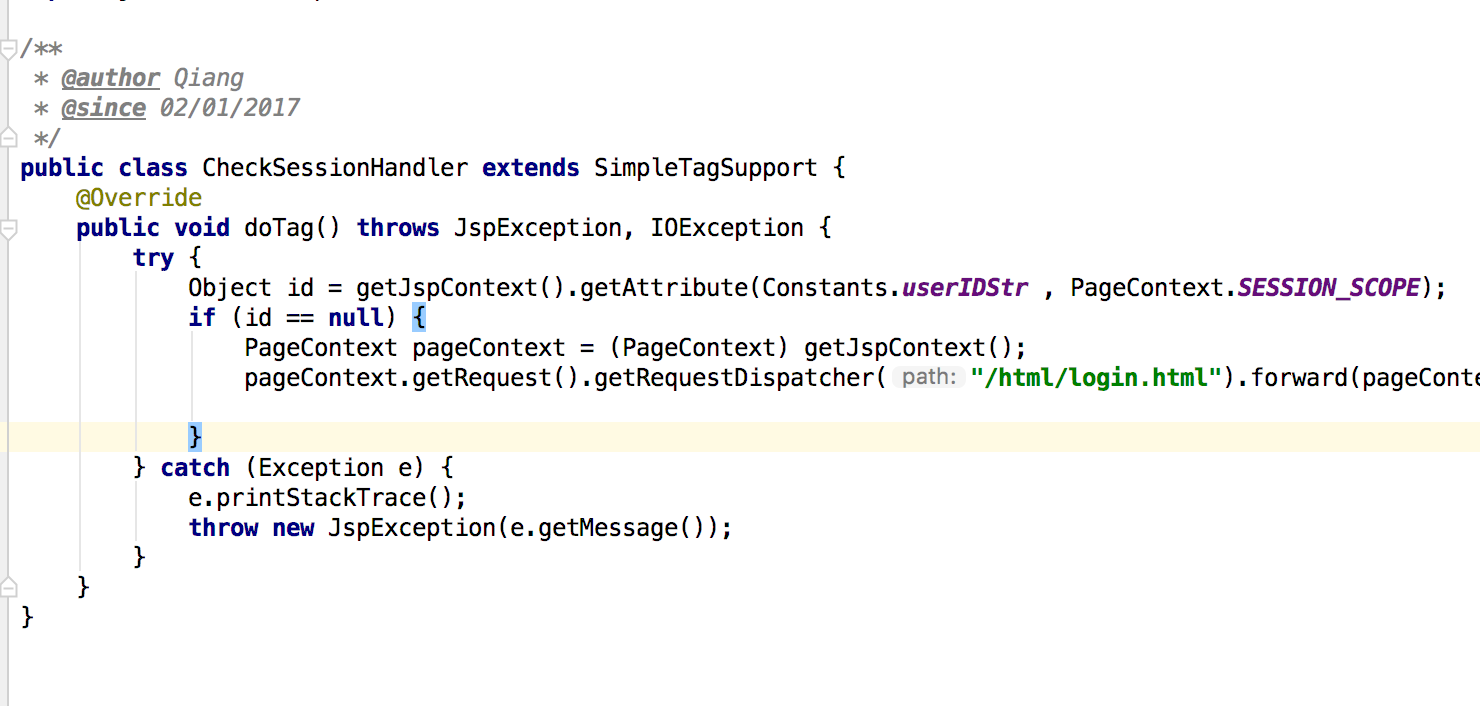 /**
 * @author Qiang
 * @since 02/01/2017
 */
public class CheckSessionHandler extends SimpleTagSupport {
    @Override
    public void doTag() throws JspException, IOException {
        try {
            Object id = getJspContext().getAttribute(Constants.userIDStr , PageContext.SESSION_SCOPE);
            if (id == null) {
                PageContext pageContext = (PageContext) getJspContext();
                pageContext.getRequest().getRequestDispatcher( path: "/html/login.html").forward(pageConte
            }
        } catch (Exception e) {
            e.printStackTrace();
            throw new JspException(e.getMessage());
        }
    }
}